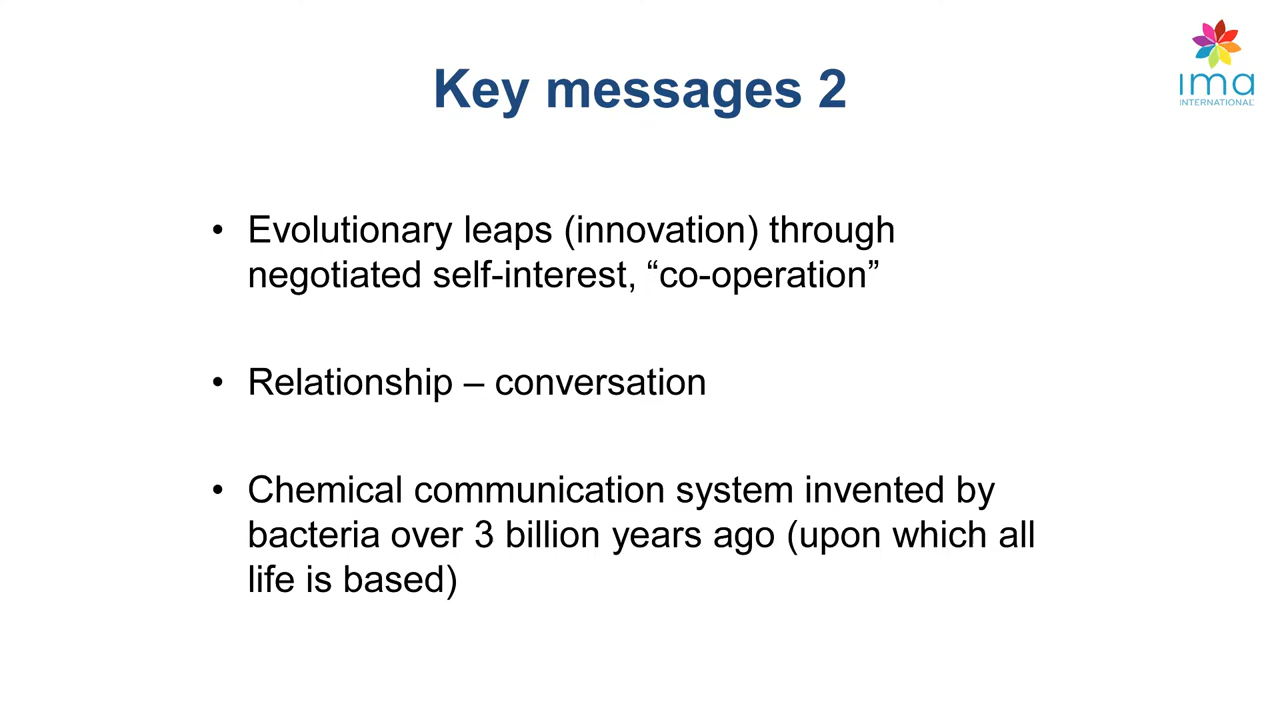 ima
INTERNATIONAL
Key messages 2
• Evolutionary leaps (innovation) through
negotiated self-interest, “co-operation”
• Relationship – conversation
• Chemical communication system invented by
bacteria over 3 billion years ago (upon which all
life is based)